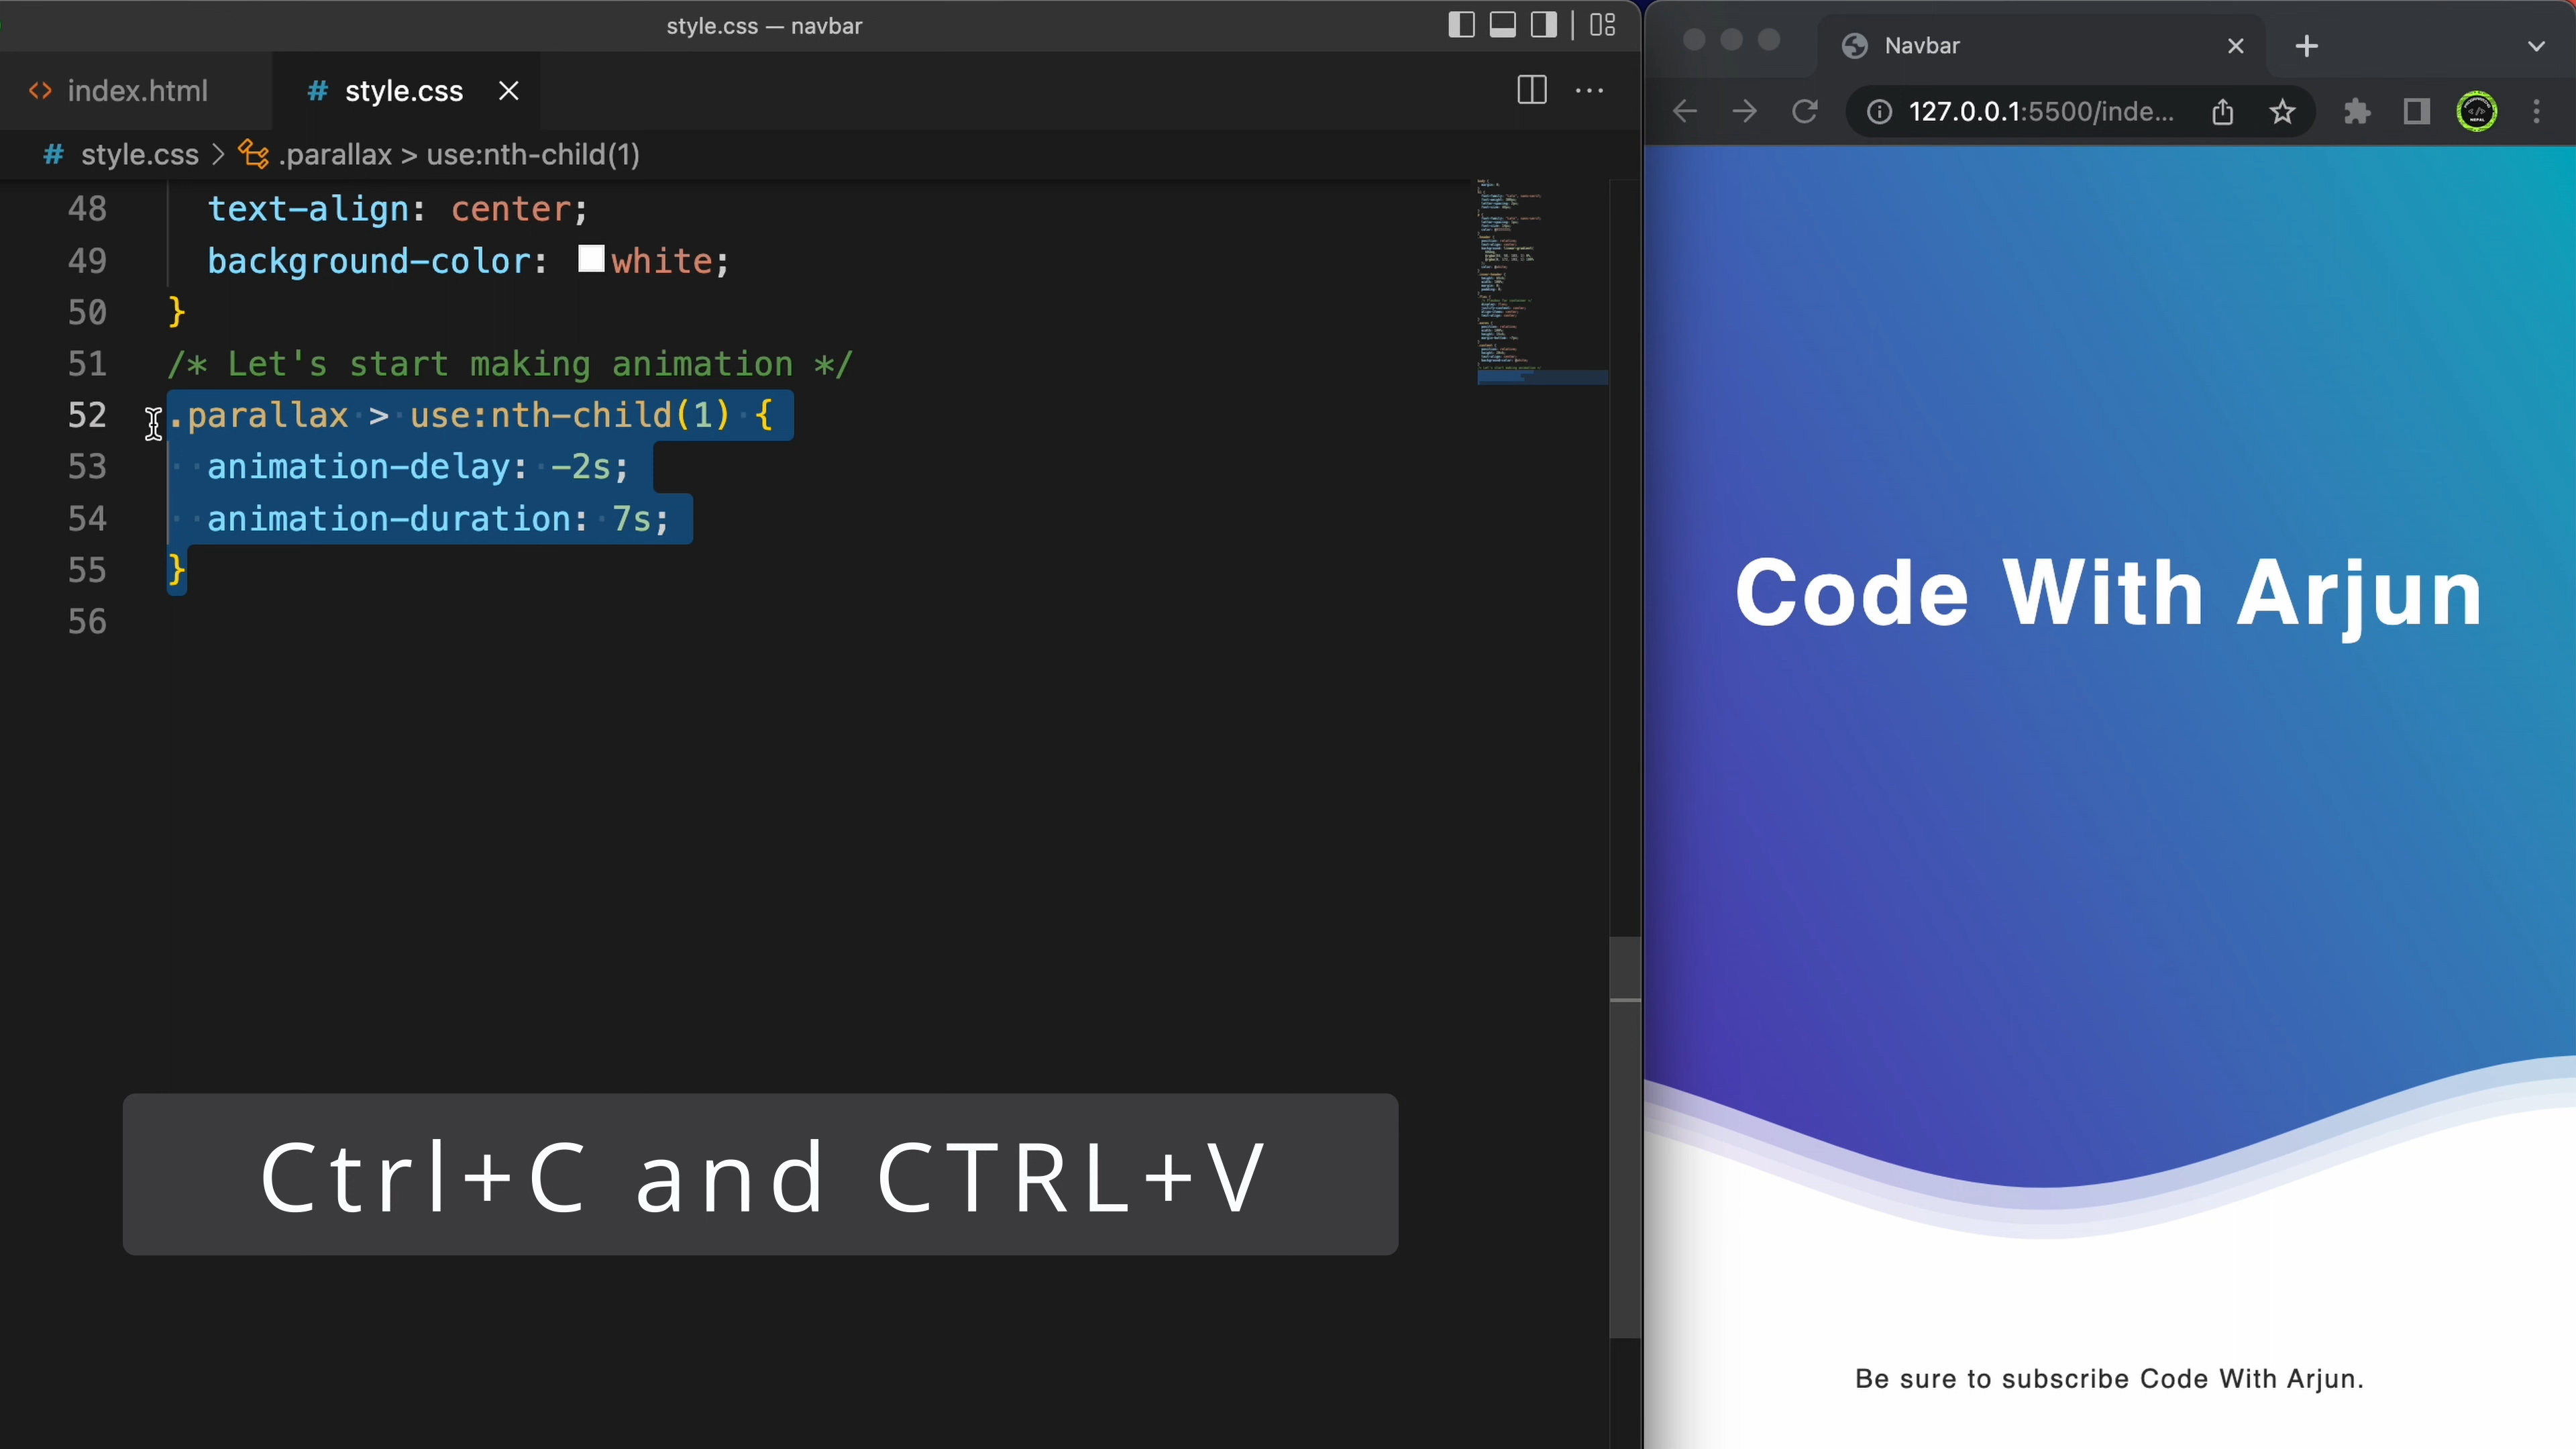 style.css — navbar
index.html
# style.css
# style.css > .parallax > use:nth-child(1)
48 text-align: center;
49 background-color: white;
50 }
51 /* Let's start making animation */
52 .parallax > use:nth-child(1) {
53 animation-delay: -2s;
54 animation-duration: 7s;
55 }
56
Ctrl+C and CTRL+V
Navbar
127.0.0.1:5500/inde...
Code With Arjun
Be sure to subscribe Code With Arjun.